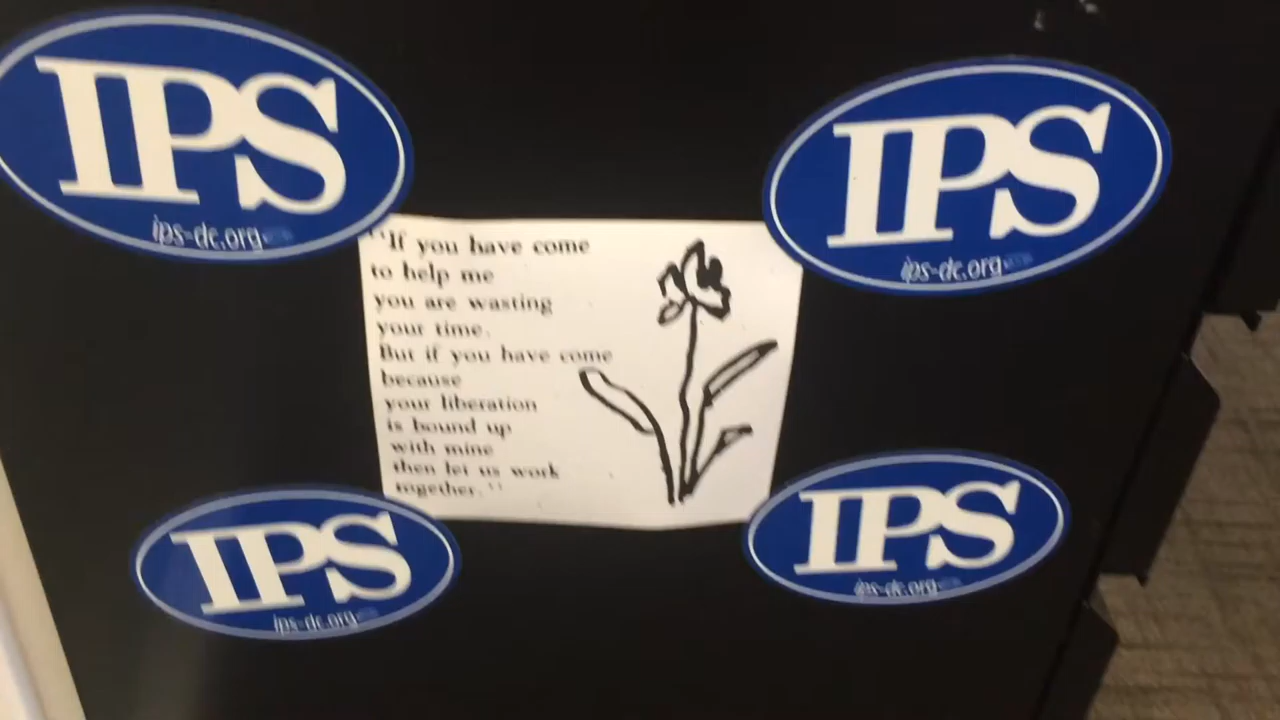 IPS
ips-dc.org
IPS
ips-dc.org
"If you have come
to help me
you are wasting
your time.
But if you have come
because
your liberation
is bound up
with mine
then let us work
together."
IPS
ips-dc.org
IPS
ips-dc.org